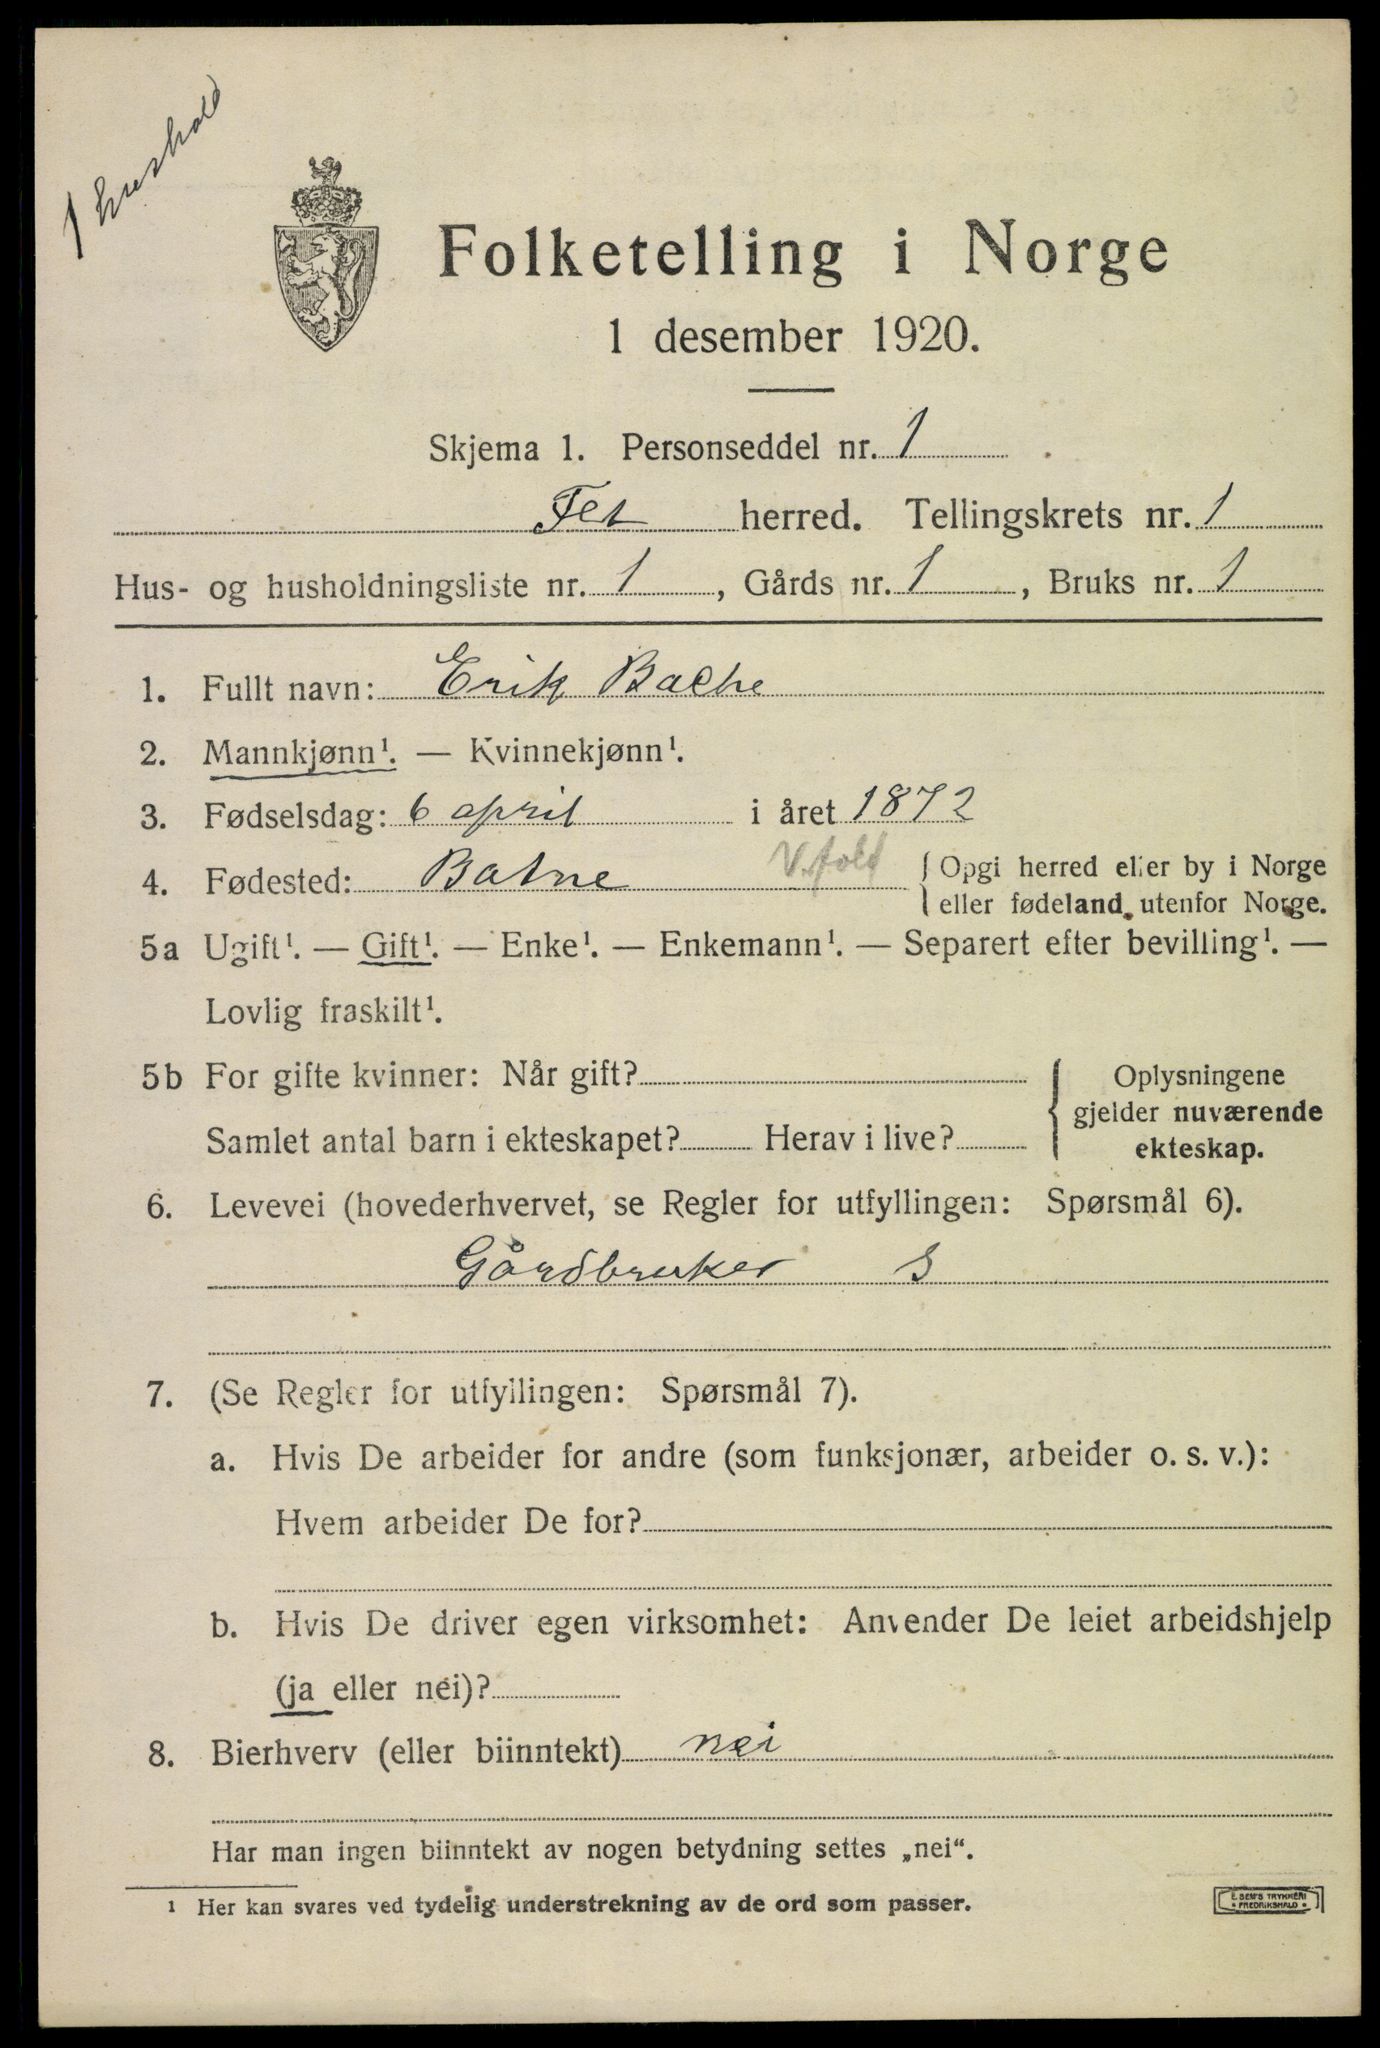 1 hushold
Folketelling i Norge
1 desember 1920.
Skjema 1. Personseddel nr. 1
Fet herred. Tellingskrets nr. 1
Hus- og husholdningsliste nr. 1, Gårds nr. 1, Bruks nr. 1
1. Fullt navn: Erik Bache
2. Mannkjønn¹. — Kvinnekjønn¹.
3. Fødselsdag: 6 april i året 1872
4. Fødested: Botne V.fold { Opgi herred eller by i Norge
eller fødeland, utenfor Norge.
5a Ugift¹. — Gift¹. — Enke¹. — Enkemann¹. — Separert efter bevilling¹. —
Lovlig fraskilt¹.
5b For gifte kvinner: Når gift?
Samlet antal barn i ekteskapet? Herav i live?
{ Oplysningene
gjelder nuværende
ekteskap.
6. Levevei (hovederhvervet, se Regler for utfyllingen: Spørsmål 6).
Gårdbruker S
7. (Se Regler for utfyllingen: Spørsmål 7).
a. Hvis De arbeider for andre (som funksjonær, arbeider o. s. v.):
Hvem arbeider De for?
b. Hvis De driver egen virksomhet: Anvender De leiet arbeidshjelp
(ja eller nei)?
8. Bierhverv (eller biinntekt) nei
Har man ingen biinntekt av nogen betydning settes „nei“.
¹ Her kan svares ved tydelig understrekning av de ord som passer.
E. SEM'S TRYKKERI
FREDRIKSHALD